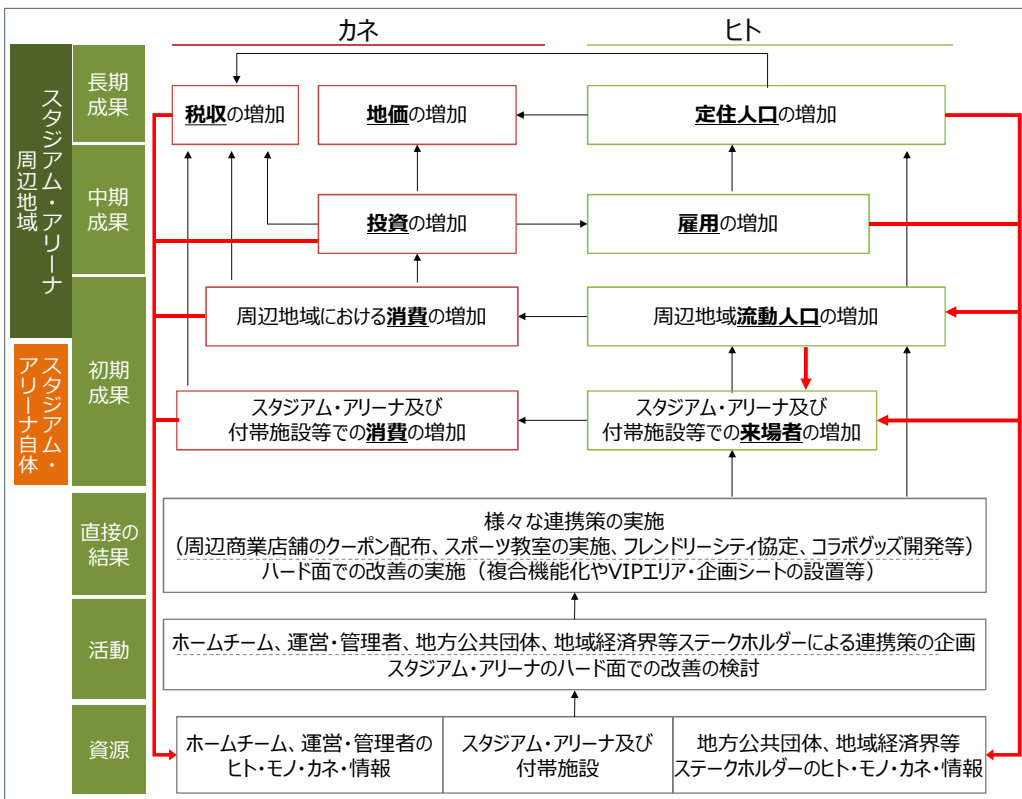 カネ
ヒト
スタジアム・アリーナ
周辺地域
長期
成果
税収の増加
地価の増加
定住人口の増加
中期
成果
投資の増加
雇用の増加
初期
成果
周辺地域における消費の増加
周辺地域流動人口の増加
スタジアム・
アリーナ自体
スタジアム・アリーナ及び
付帯施設等での消費の増加
スタジアム・アリーナ及び
付帯施設等での来場者の増加
直接の
結果
様々な連携策の実施
（周辺商業店舗のクーポン配布、スポーツ教室の実施、フレンドリーシティ協定、コラボグッズ開発等）
ハード面での改善の実施（複合機能化やVIPエリア・企画シートの設置等）
活動
ホームチーム、運営・管理者、地方公共団体、地域経済界等ステークホルダーによる連携策の企画
スタジアム・アリーナのハード面での改善の検討
資源
ホームチーム、運営・管理者の
ヒト・モノ・カネ・情報
スタジアム・アリーナ及び
付帯施設
地方公共団体、地域経済界等
ステークホルダーのヒト・モノ・カネ・情報